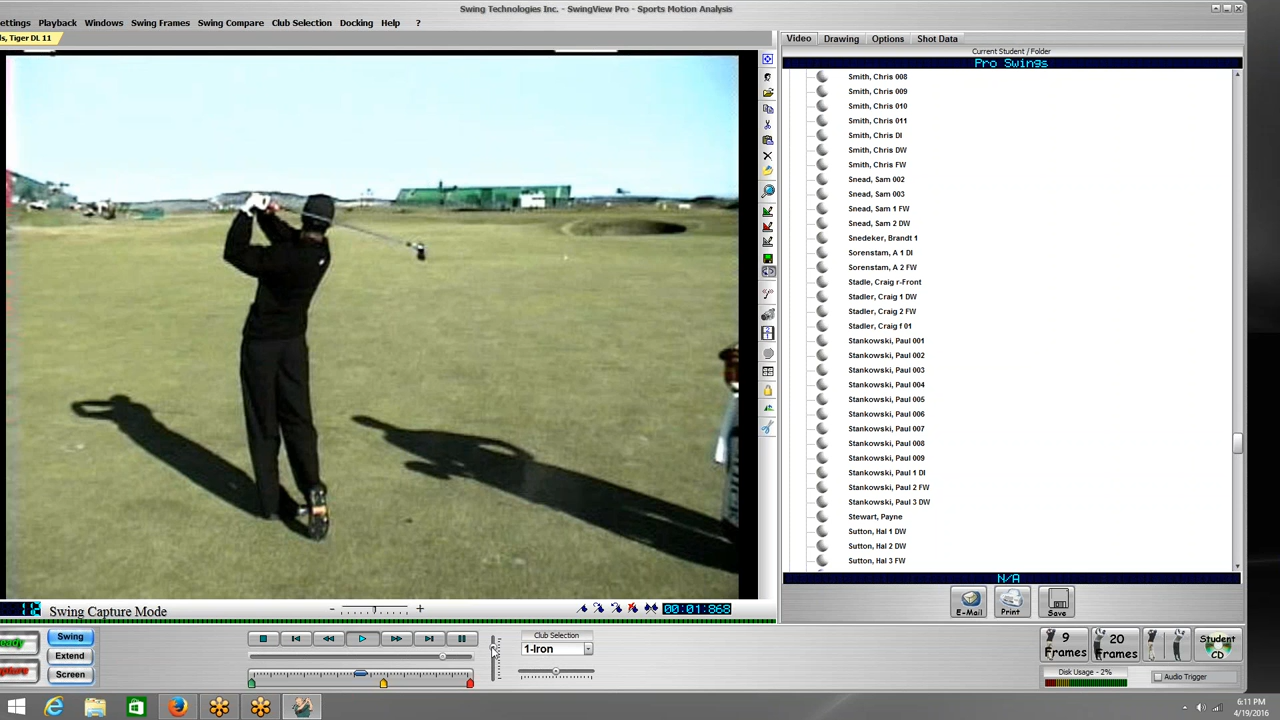 Swing Technologies Inc. - SwingView Pro - Sports Motion Analysis
ettings Playback Windows Swing Frames Swing Compare Club Selection Docking Help ?
ls, Tiger DL 11
Video Drawing Options Shot Data
Current Student / Folder
Pro Swings
Smith, Chris 008
Smith, Chris 009
Smith, Chris 010
Smith, Chris 011
Smith, Chris DI
Smith, Chris DW
Smith, Chris FW
Snead, Sam 002
Snead, Sam 003
Snead, Sam 1 FW
Snead, Sam 2 DW
Snedeker, Brandt 1
Sorenstam, A 1 DI
Sorenstam, A 2 FW
Stadle, Craig r-Front
Stadler, Craig 1 DW
Stadler, Craig 2 FW
Stadler, Craig f 01
Stankowski, Paul 001
Stankowski, Paul 002
Stankowski, Paul 003
Stankowski, Paul 004
Stankowski, Paul 005
Stankowski, Paul 006
Stankowski, Paul 007
Stankowski, Paul 008
Stankowski, Paul 009
Stankowski, Paul 1 DI
Stankowski, Paul 2 FW
Stankowski, Paul 3 DW
Stewart, Payne
Sutton, Hal 1 DW
Sutton, Hal 2 DW
Sutton, Hal 3 FW
N/A
E-Mail Print Save
12 Swing Capture Mode - + 00:01:868
eady Swing
Extend
apture Screen
Club Selection
1-Iron
9 Frames 20 Frames Student CD
Disk Usage - 2% Auto Trigger
6:11 PM
4/19/2016